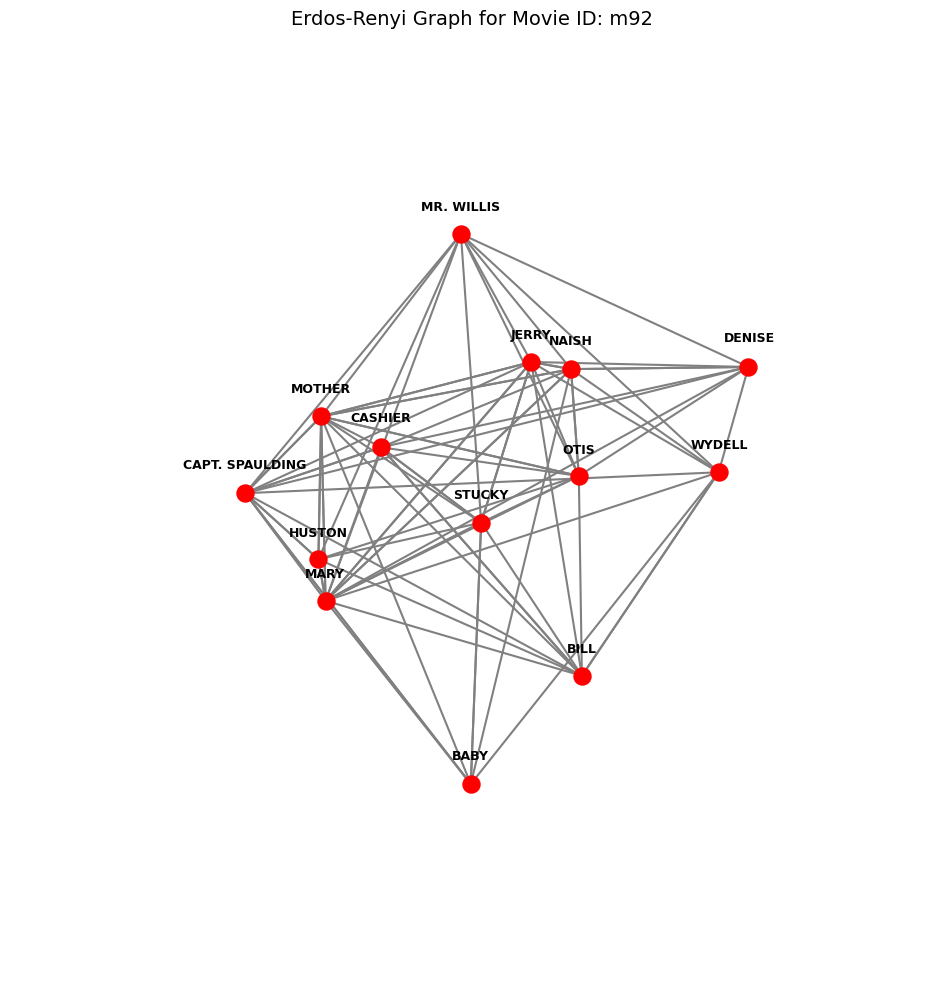 Erdos-Renyi Graph for Movie ID: m92
MR. WILLIS
JERRY
NAISH
DENISE
MOTHER
CASHIER
WYDELL
OTIS
CAPT. SPAULDING
STUCKY
HUSTON
MARY
BILL
BABY